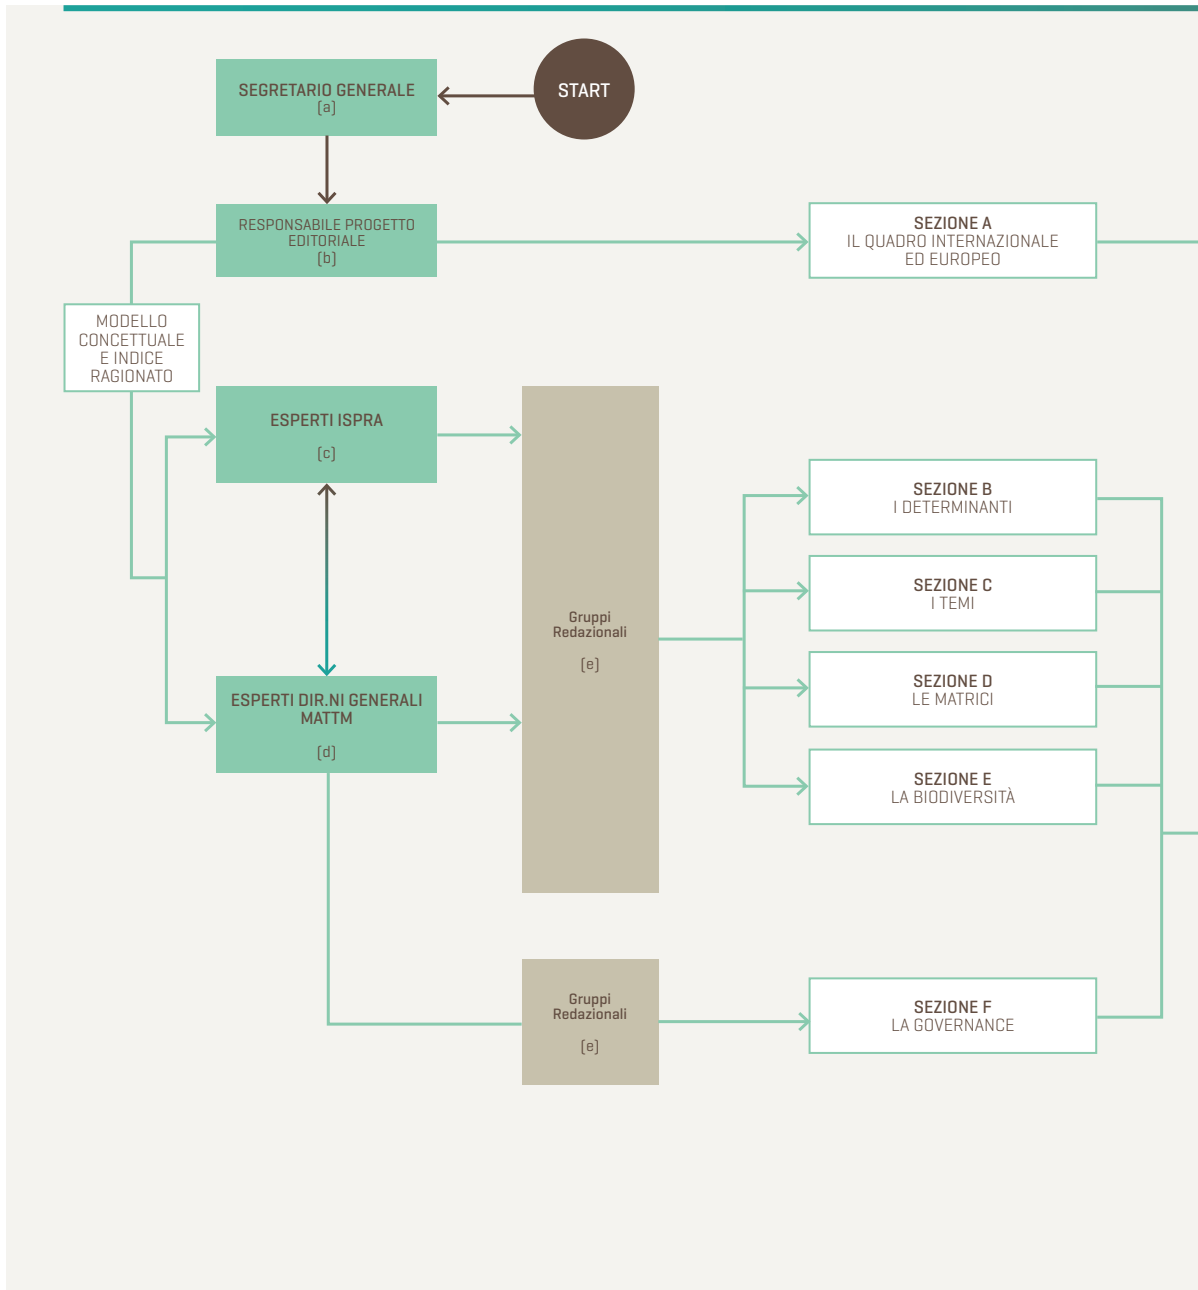 START
SEGRETARIO GENERALE
(a)
RESPONSABILE PROGETTO
EDITORIALE
(b)
SEZIONE A
IL QUADRO INTERNAZIONALE
ED EUROPEO
MODELLO
CONCETTUALE
E INDICE
RAGIONATO
ESPERTI ISPRA
(c)
ESPERTI DIR.NI GENERALI
MATTM
(d)
Gruppi
Redazionali
(e)
SEZIONE B
I DETERMINANTI
SEZIONE C
I TEMI
SEZIONE D
LE MATRICI
SEZIONE E
LA BIODIVERSITÀ
Gruppi
Redazionali
(e)
SEZIONE F
LA GOVERNANCE